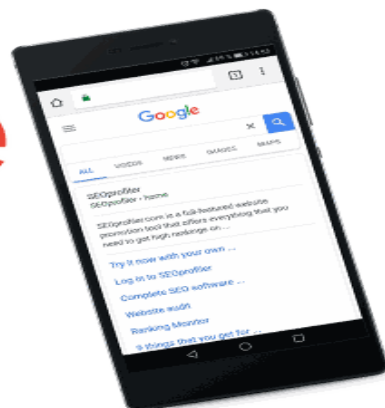 e
14:53
Google
ALL VIDEOS NEWS IMAGES MAPS
SEOprofiler
SEOprofiler › home
SEOprofiler.com is a full-featured website
promotion tool that offers everything that you
need to get high rankings on ...
Try it now with your own ...
Log in to SEOprofiler
Complete SEO software ...
Website audit
Ranking Monitor
9 things that you get for ...